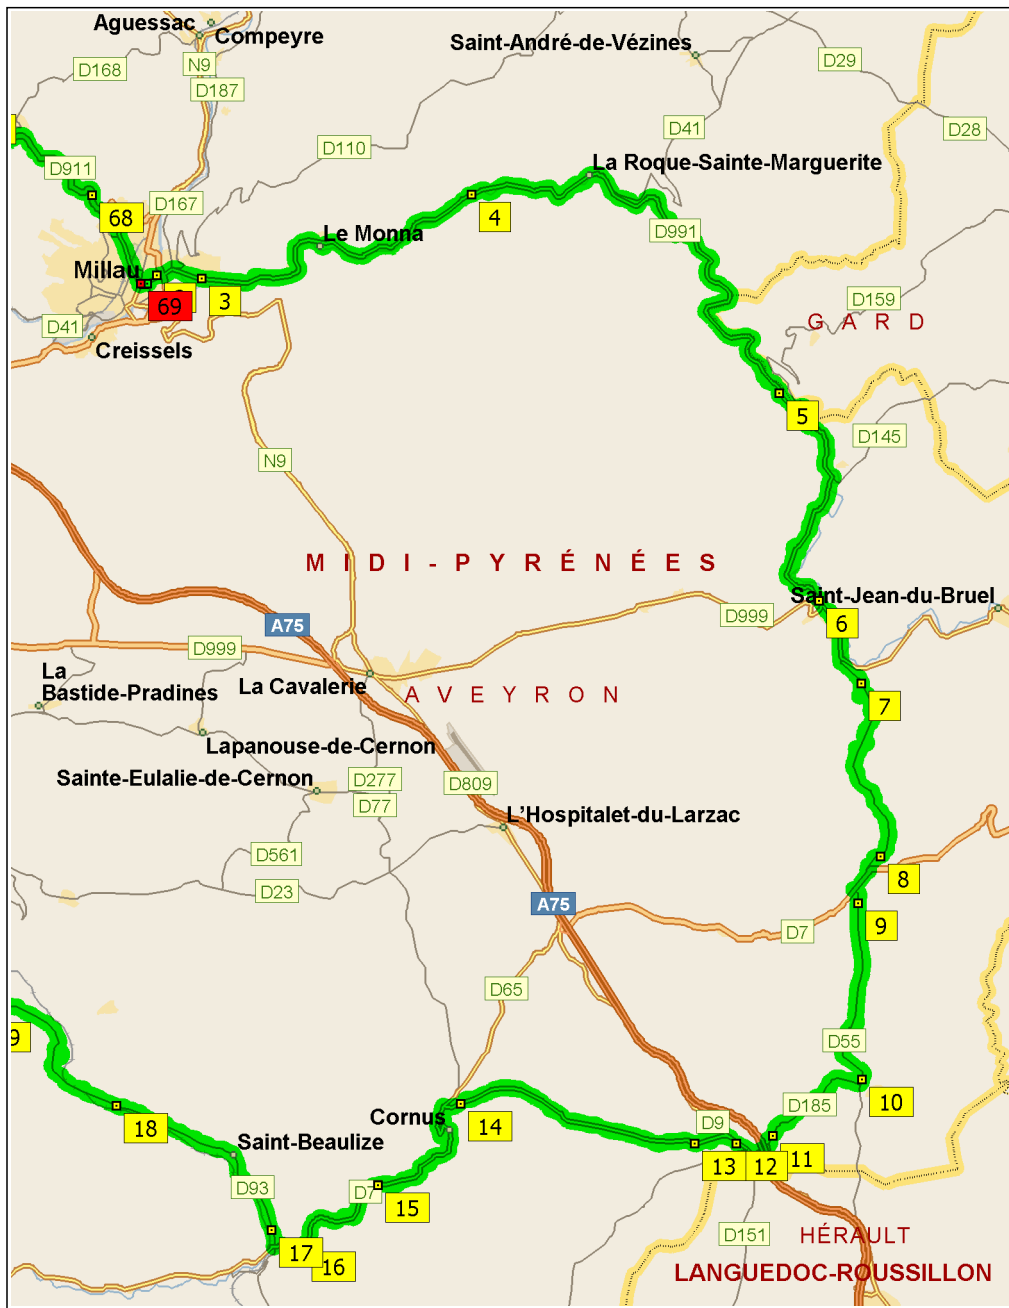 Aguessac
Compeyre
Saint-André-de-Vézines
D168
N9
D187
D29
D41
D28
D110
D911
La Roque-Sainte-Marguerite
D167
68
4
Le Monna
D991
Millau
69
3
D159
G A R D
D41
Creissels
5
D145
N9
M I D I - P Y R É N É E S
Saint-Jean-du-Bruel
D999
6
A75
D999
La
Bastide-Pradines
La Cavalerie
A V E Y R O N
7
Lapanouse-de-Cernon
Sainte-Eulalie-de-Cernon
D277
D809
D77
L'Hospitalet-du-Larzac
D561
D23
8
A75
9
D7
D65
9
D55
D185
10
Cornus
14
D9
18
Saint-Beaulize
13
12
11
D93
D7
15
17
16
D151
HÉRAULT
LANGUEDOC-ROUSSILLON